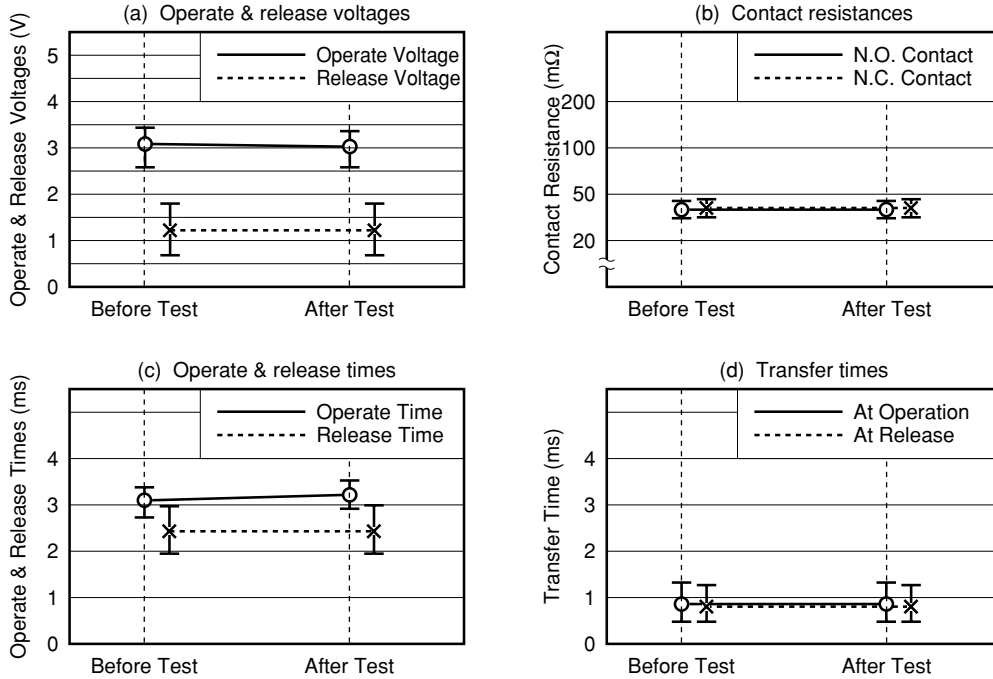 (a) Operate & release voltages
Operate & Release Voltages (V)
5
4
3
2
1
0
Operate Voltage
Release Voltage
Before Test
After Test
(b) Contact resistances
Contact Resistance (mΩ)
200
100
50
20
N.O. Contact
N.C. Contact
Before Test
After Test
(c) Operate & release times
Operate & Release Times (ms)
4
3
2
1
0
Operate Time
Release Time
Before Test
After Test
(d) Transfer times
Transfer Time (ms)
4
3
2
1
0
At Operation
At Release
Before Test
After Test